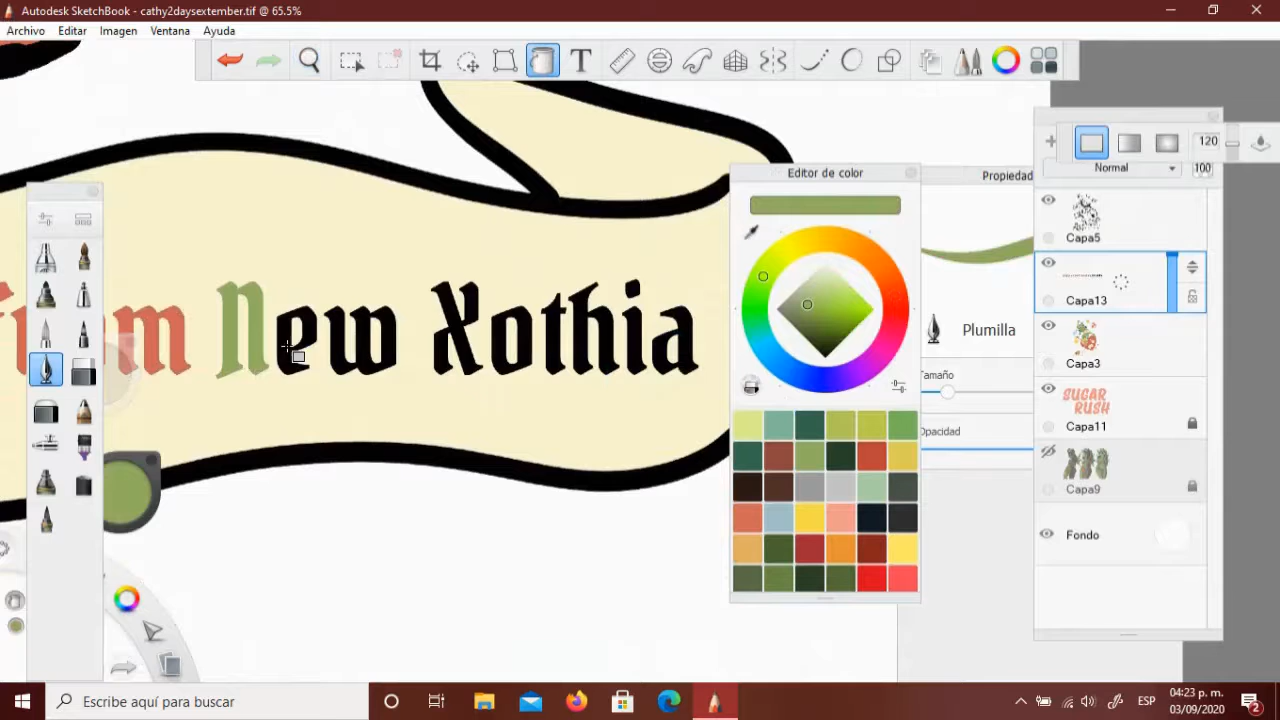 Autodesk SketchBook - cathy2daysextember.tif @ 65.5%
Archivo Editar Imagen Ventana Ayuda
T
120
Normal 100
Editor de color
Propiedad
Capa5
Capa13
New Xothia
Plumilla
Capa3
Tamaño
SUGAR
RUSH
Capa11
Opacidad
Capa9
Fondo
Escribe aquí para buscar
ESP
04:23 p. m.
03/09/2020
2